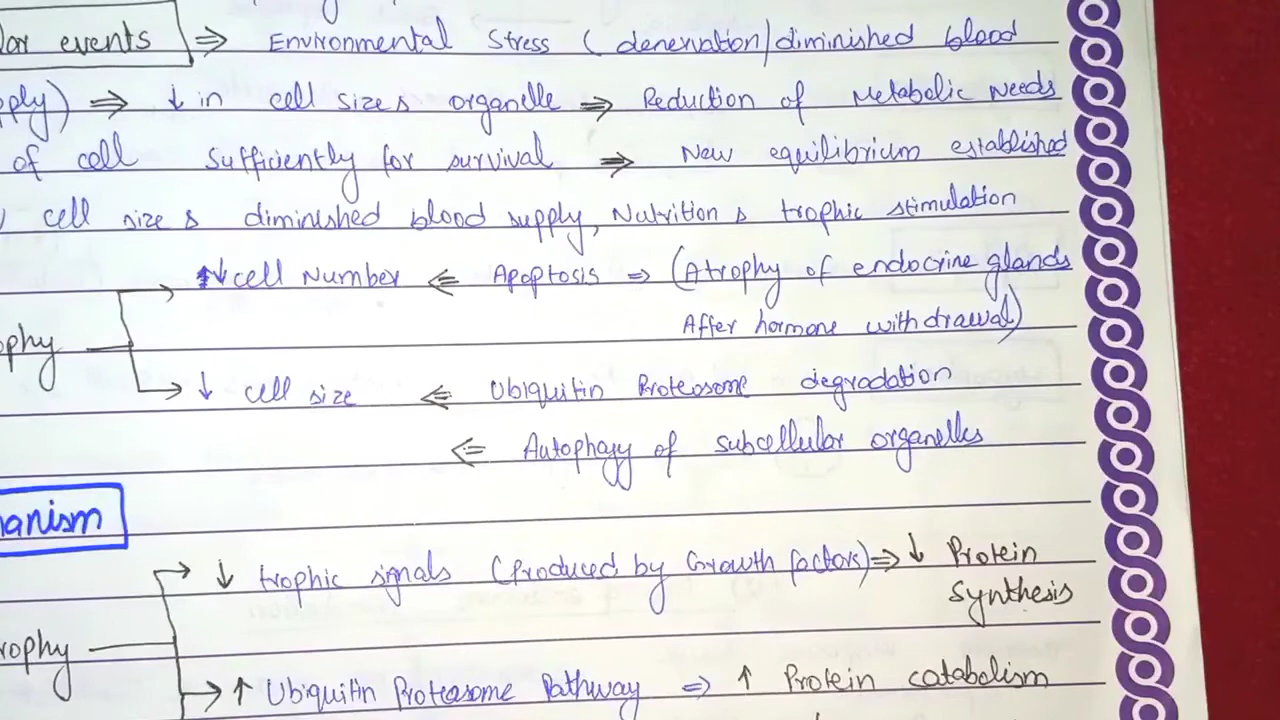 lar events ⇒ Environmental Stress (denervation/diminished blood
pply) ⇒ ↓ in cell size & organelle ⇒ Reduction of Metabolic Needs
of cell sufficiently for survival ⇒ New equilibrium established
cell size & diminished blood supply, Nutrition & trophic stimulation
↓ cell Number ⇐ Apoptosis ⇒ (Atrophy of endocrine glands
After hormone withdrawal)
ophy
↓ cell size ⇐ Ubiquitin Proteosome degradation
⇐ Autophagy of subcellular organelles
hanism
↓ trophic signals (Produced by Growth factors) ⇒ ↓ Protein
synthesis
rophy
↑ Ubiquitin Proteasome Pathway ⇒ ↑ Protein catabolism